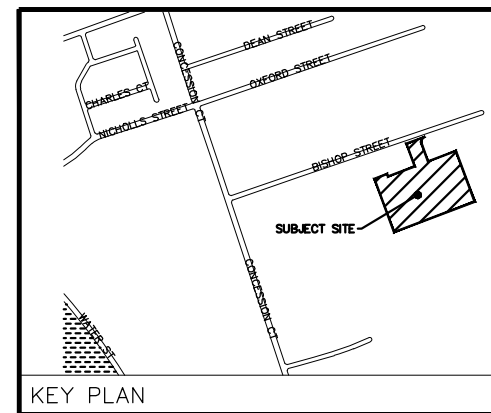 DEAN STREET
CONCESSION CT
OXFORD STREET
CHARLES CT
NICHOLLS STREET
BISHOP STREET
SUBJECT SITE
CONCESSION CT
WATER ST
KEY PLAN